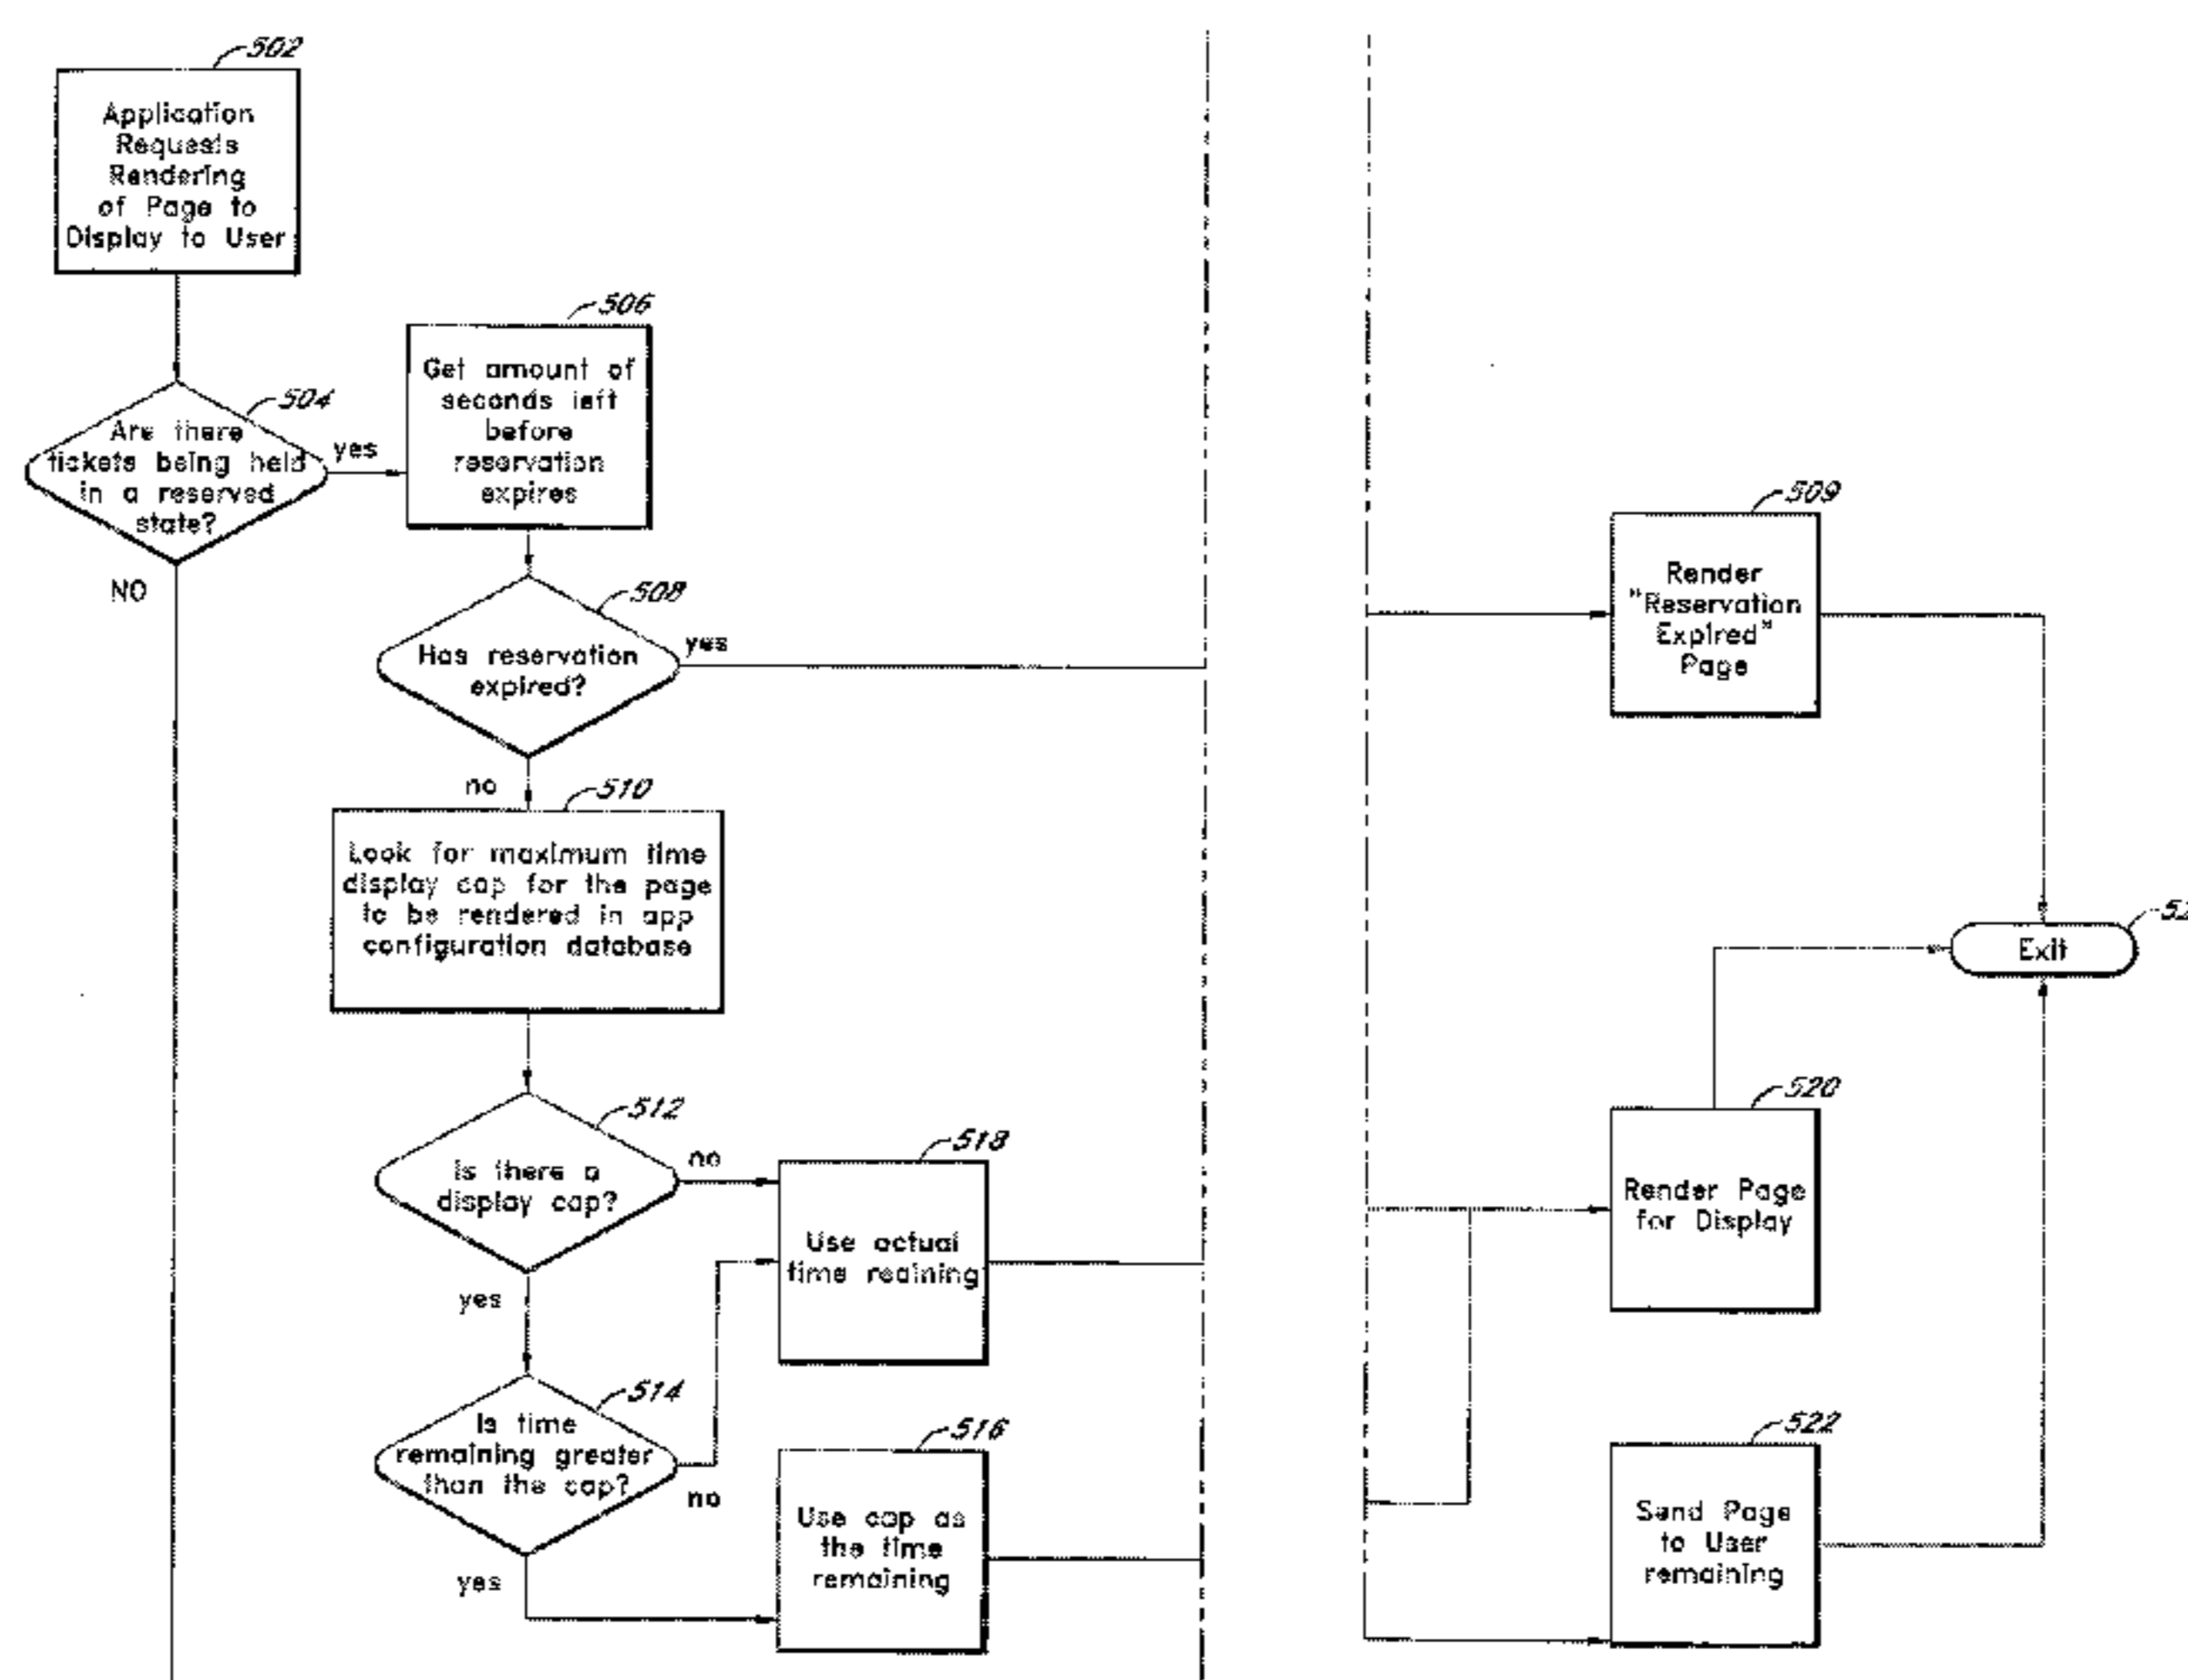 502
Application
Requests
Rendering
of Page to
Display to User
504
Are there
tickets being held
in a reserved
state?
yes
NO
506
Get amount of
seconds left
before
reservation
expires
508
Has reservation
expired?
yes
no
510
Look for maximum time
display cap for the page
to be rendered in app
configuration database
512
Is there a
display cap?
no
yes
518
Use actual
time reaining
514
Is time
remaining greater
than the cap?
no
yes
516
Use cap as
the time
remaining
509
Render
"Reservation
Expired"
Page
Exit
520
Render Page
for Display
522
Send Page
to User
remaining